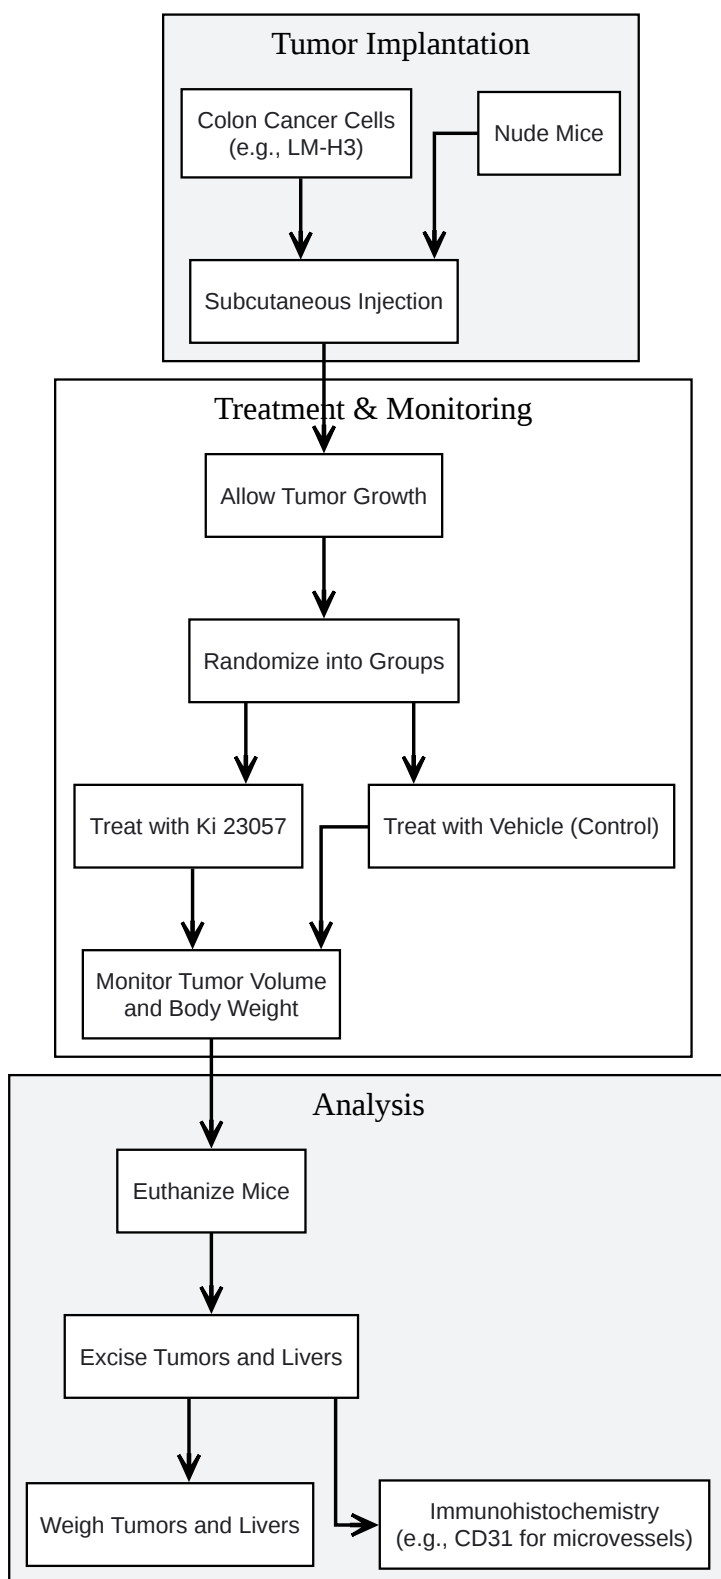 Tumor Implantation
Colon Cancer Cells
(e.g., LM-H3)
Nude Mice
Subcutaneous Injection
Treatment & Monitoring
Allow Tumor Growth
Randomize into Groups
Treat with Ki 23057
Treat with Vehicle (Control)
Monitor Tumor Volume
and Body Weight
Analysis
Euthanize Mice
Excise Tumors and Livers
Weigh Tumors and Livers
Immunohistochemistry
(e.g., CD31 for microvessels)